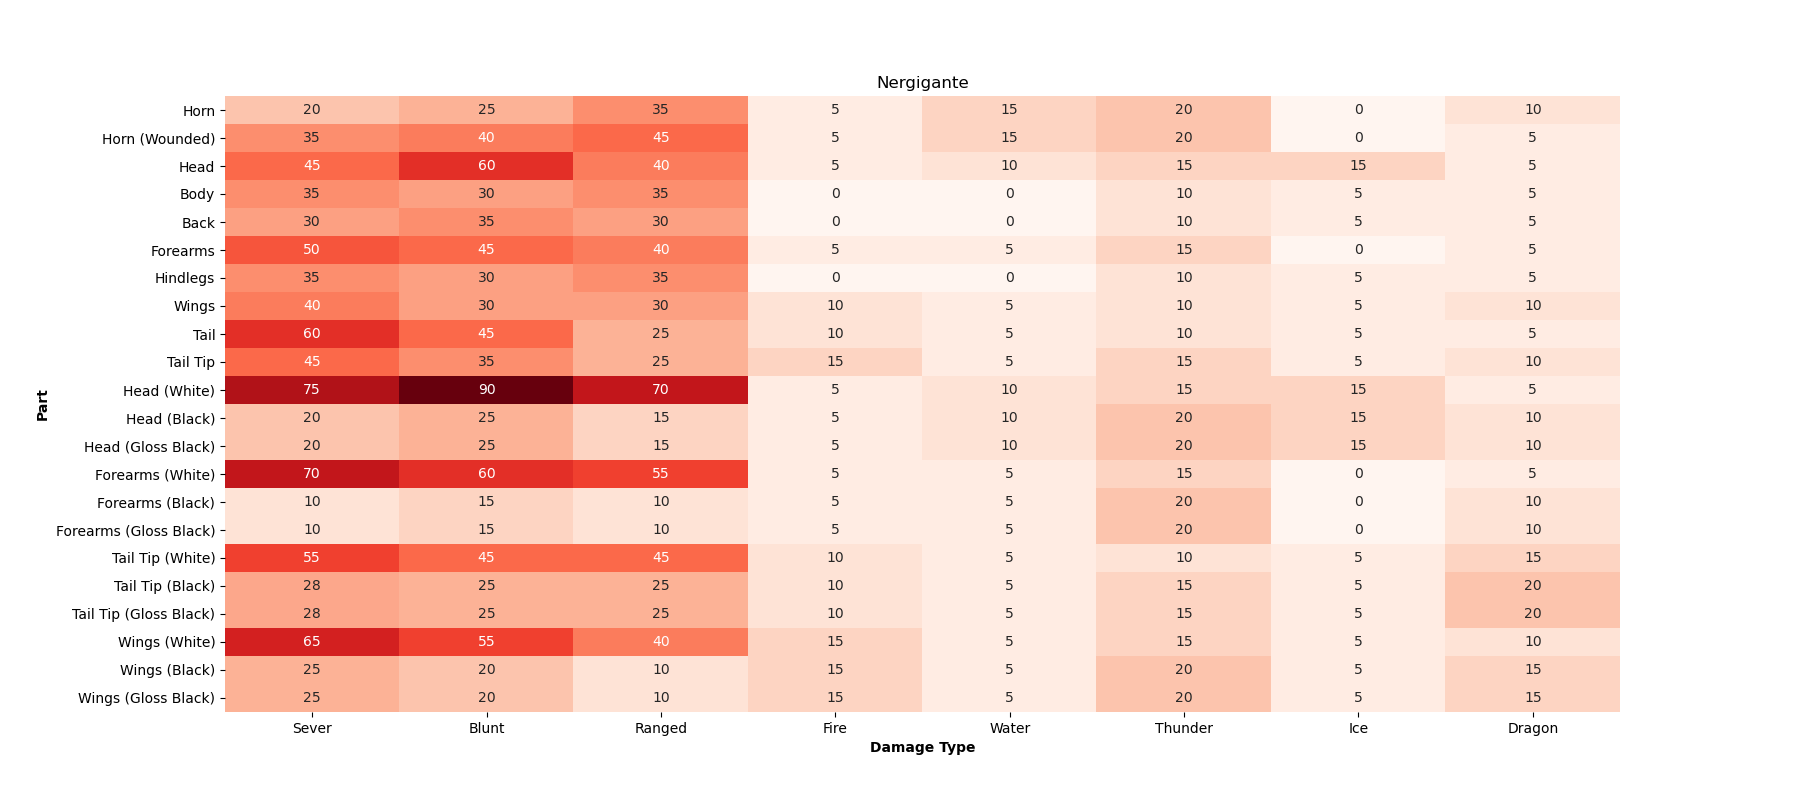 Nergigante
Horn 20 25 35 5 15 20 0 10
Horn (Wounded) 35 40 45 5 15 20 0 5
Head 45 60 40 5 10 15 15 5
Body 35 30 35 0 0 10 5 5
Back 30 35 30 0 0 10 5 5
Forearms 50 45 40 5 5 15 0 5
Hindlegs 35 30 35 0 0 10 5 5
Wings 40 30 30 10 5 10 5 10
Tail 60 45 25 10 5 10 5 5
Tail Tip 45 35 25 15 5 15 5 10
Head (White) 75 90 70 5 10 15 15 5
Head (Black) 20 25 15 5 10 20 15 10
Head (Gloss Black) 20 25 15 5 10 20 15 10
Forearms (White) 70 60 55 5 5 15 0 5
Forearms (Black) 10 15 10 5 5 20 0 10
Forearms (Gloss Black) 10 15 10 5 5 20 0 10
Tail Tip (White) 55 45 45 10 5 10 5 15
Tail Tip (Black) 28 25 25 10 5 15 5 20
Tail Tip (Gloss Black) 28 25 25 10 5 15 5 20
Wings (White) 65 55 40 15 5 15 5 10
Wings (Black) 25 20 10 15 5 20 5 15
Wings (Gloss Black) 25 20 10 15 5 20 5 15
Sever Blunt Ranged Fire Water Thunder Ice Dragon
Damage Type
Part